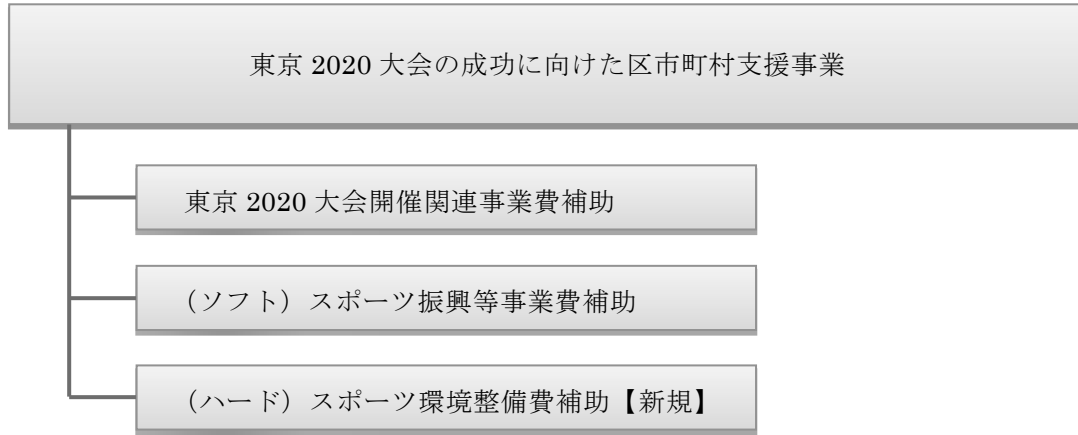 東京 2020 大会の成功に向けた区市町村支援事業
東京 2020 大会開催関連事業費補助
（ソフト）スポーツ振興等事業費補助
（ハード）スポーツ環境整備費補助【新規】